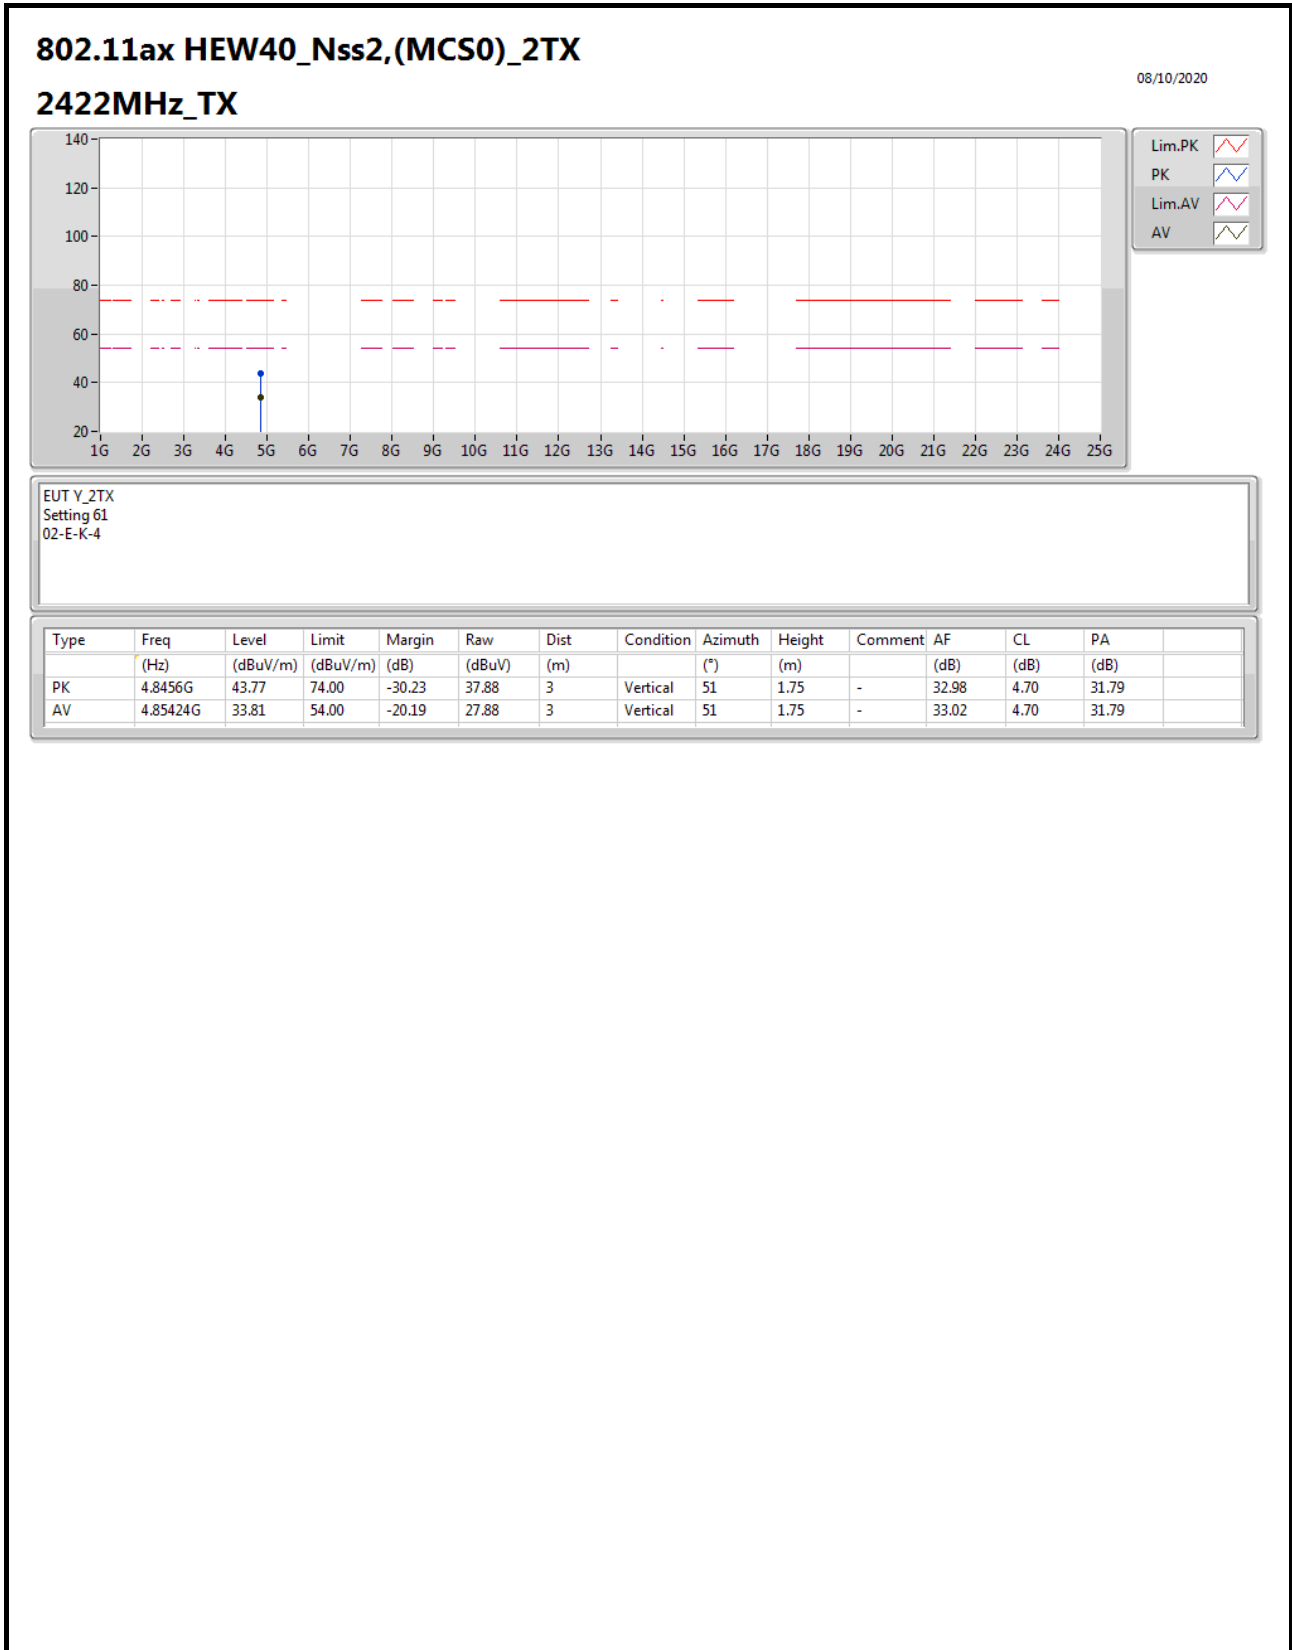 802.11ax HEW40_Nss2,(MCS0)_2TX
08/10/2020
2422MHz_TX
140
120
100
80
60
40
20
1G 2G 3G 4G 5G 6G 7G 8G 9G 10G 11G 12G 13G 14G 15G 16G 17G 18G 19G 20G 21G 22G 23G 24G 25G
Lim.PK
PK
Lim.AV
AV
EUT Y_2TX
Setting 61
02-E-K-4
Type Freq Level Limit Margin Raw Dist Condition Azimuth Height Comment AF CL PA
(Hz) (dBuV/m) (dBuV/m) (dB) (dBuV) (m) (°) (m) (dB) (dB) (dB)
PK 4.8456G 43.77 74.00 -30.23 37.88 3 Vertical 51 1.75 - 32.98 4.70 31.79
AV 4.85424G 33.81 54.00 -20.19 27.88 3 Vertical 51 1.75 - 33.02 4.70 31.79